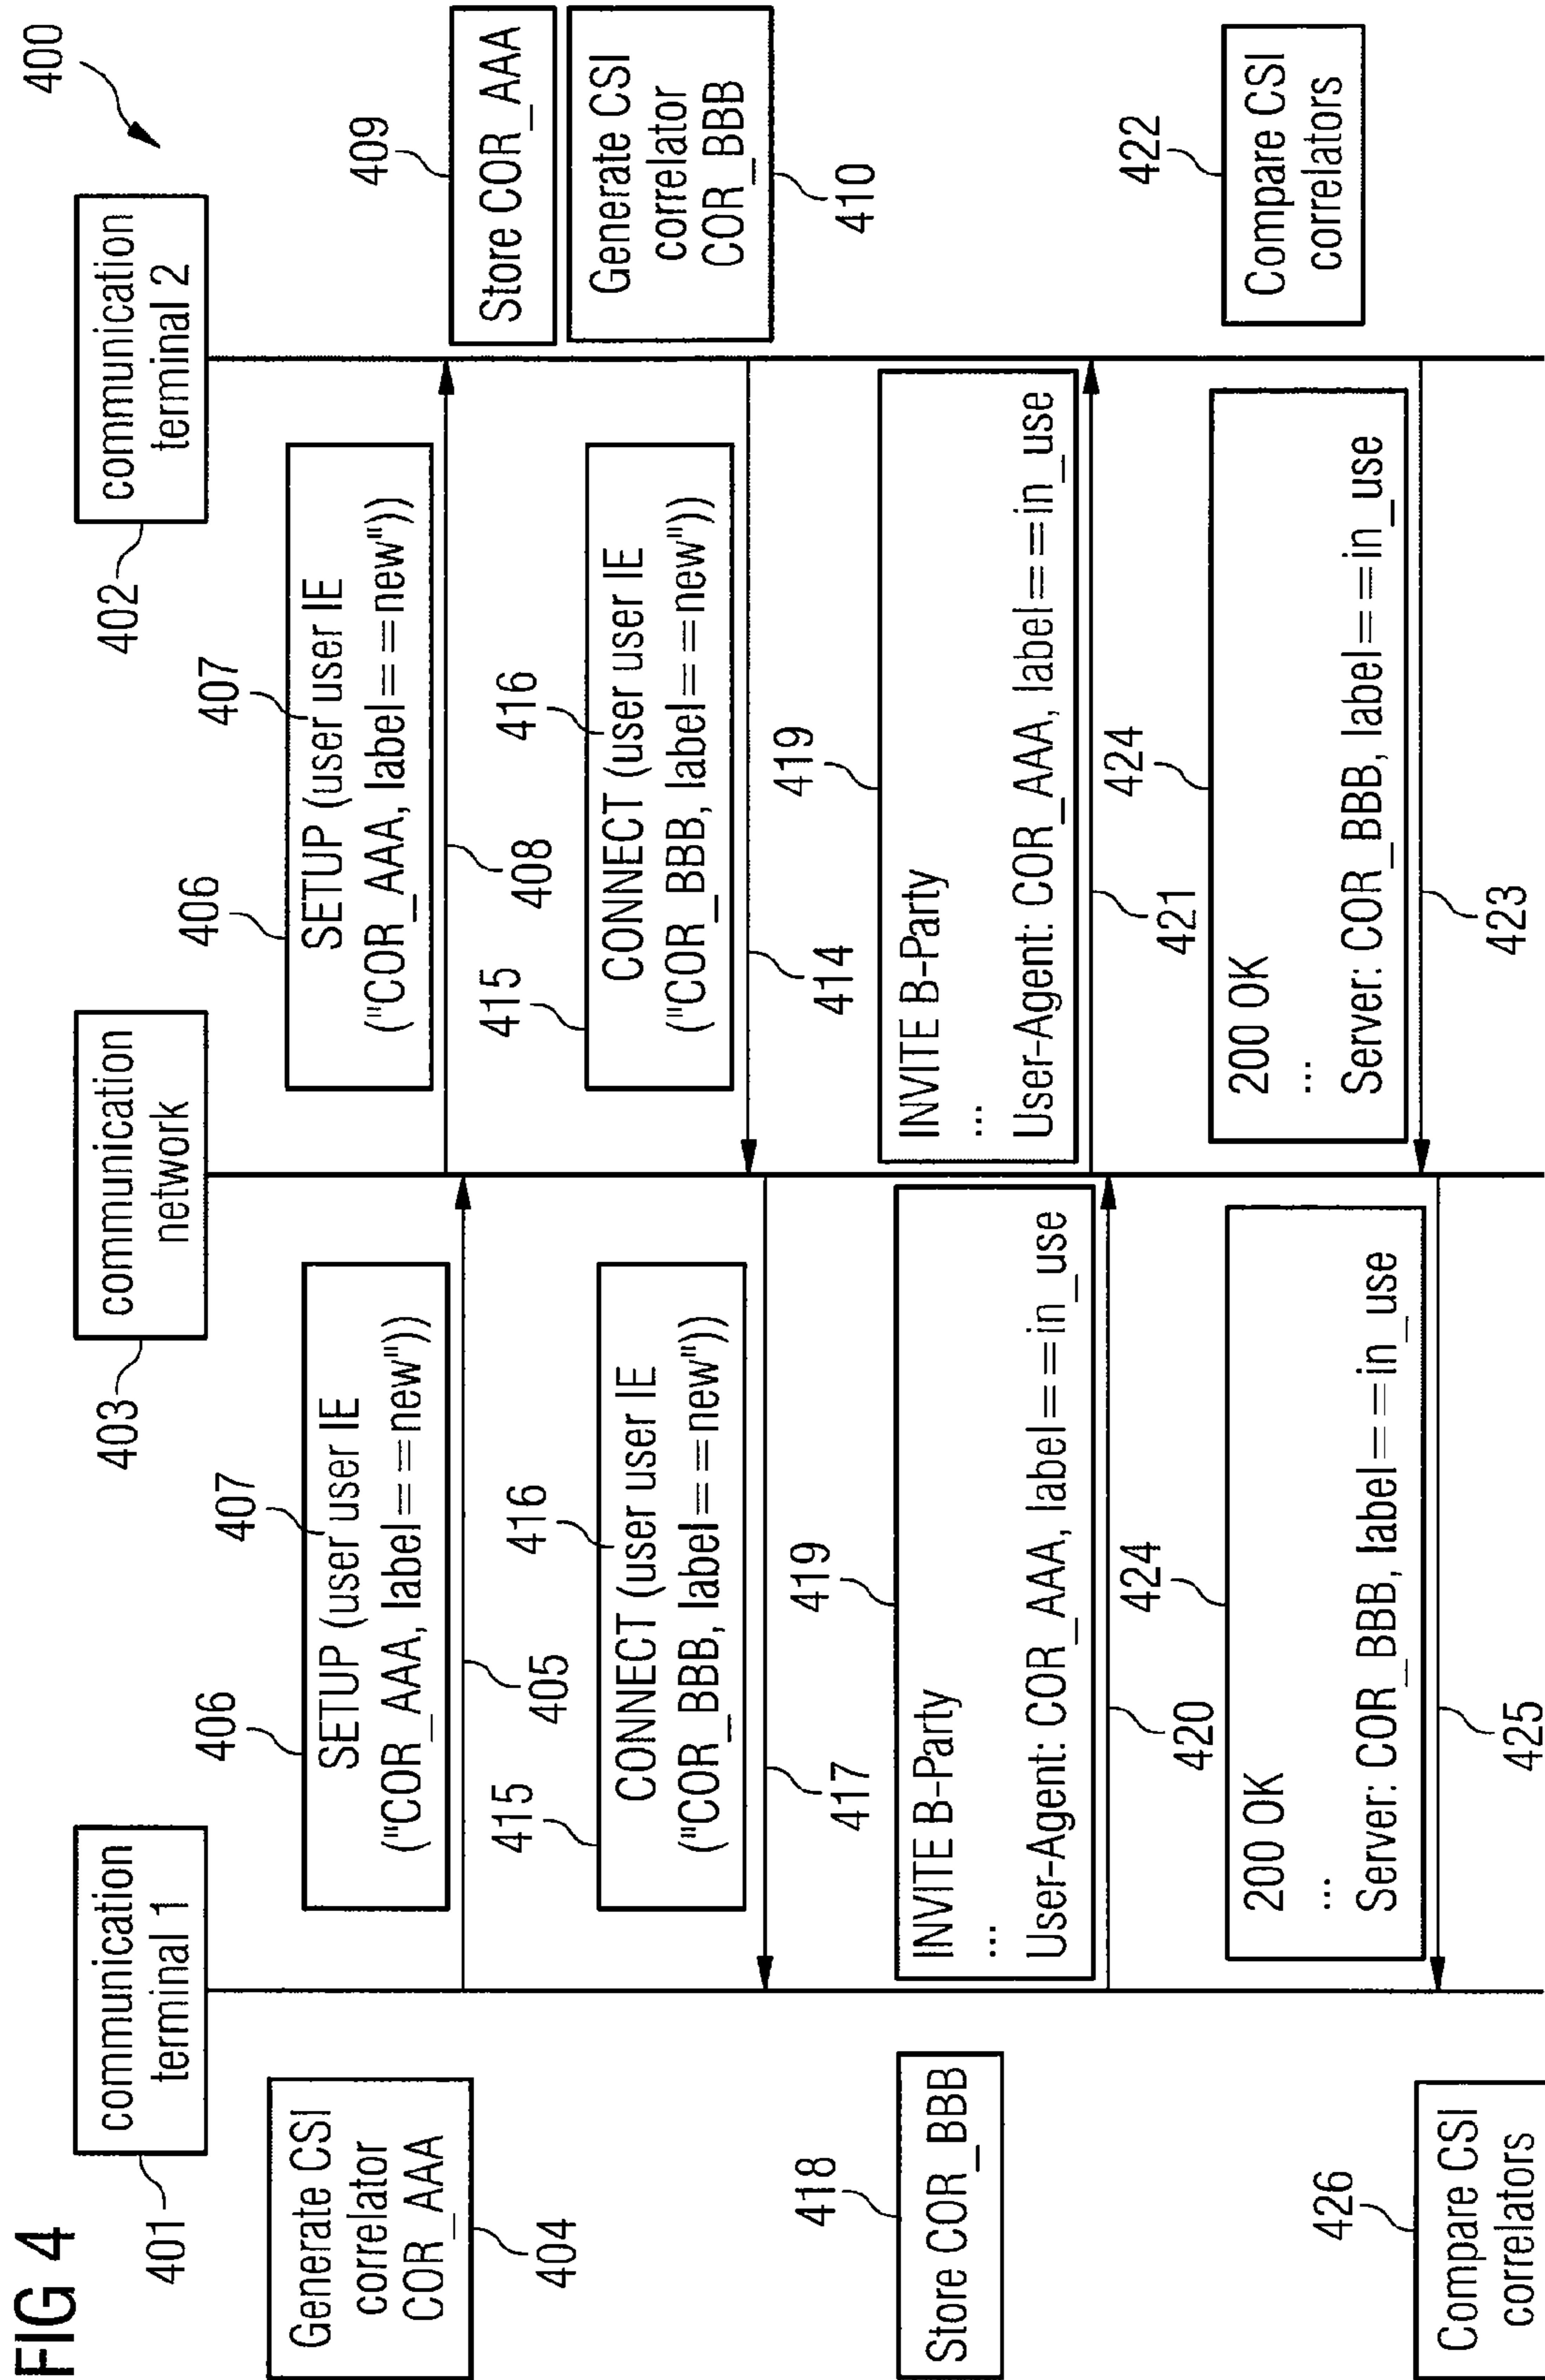 FIG 4
400
401
communication
terminal 1
403
communication
network
402
communication
terminal 2
Generate CSI
correlator
COR_AAA
404
406
407
SETUP (user user IE
("COR_AAA, label==new"))
405
406
407
SETUP (user user IE
("COR_AAA, label==new"))
408
409
Store COR_AAA
Generate CSI
correlator
COR_BBB
410
415
416
CONNECT (user user IE
("COR_BBB, label==new"))
414
415
416
CONNECT (user user IE
("COR_BBB, label==new"))
417
418
Store COR_BBB
419
INVITE B-Party
...
User-Agent: COR_AAA, label==in_use
420
419
INVITE B-Party
...
User-Agent: COR_AAA, label==in_use
421
422
Compare CSI
correlators
424
200 OK
...
Server: COR_BBB, label==in_use
423
424
200 OK
...
Server: COR_BBB, label==in_use
425
426
Compare CSI
correlators